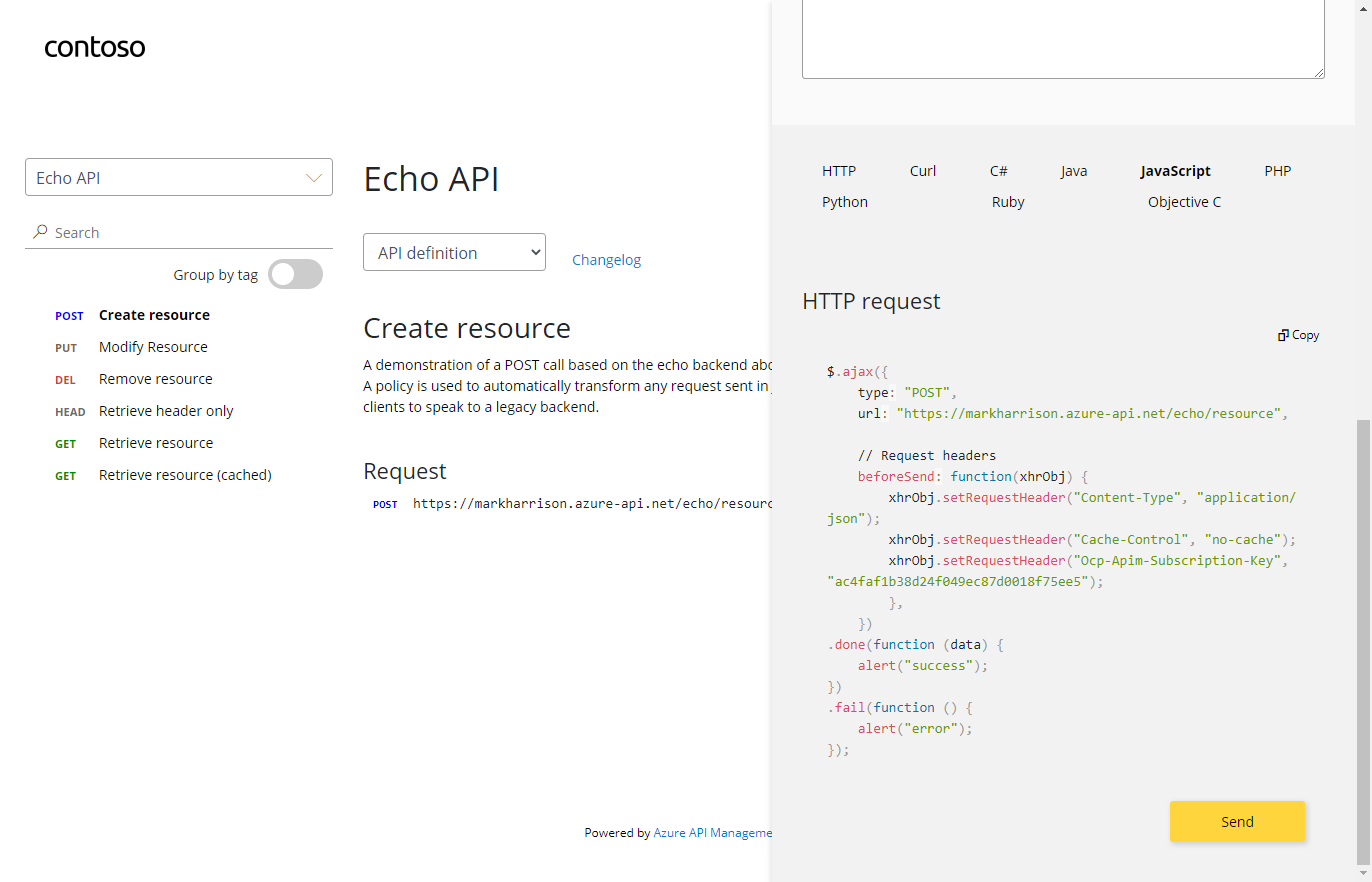 contoso
Echo API
Search
Group by tag
POST Create resource
PUT Modify Resource
DEL Remove resource
HEAD Retrieve header only
GET Retrieve resource
GET Retrieve resource (cached)
Echo API
API definition
Changelog
Create resource
A demonstration of a POST call based on the echo backend abo
A policy is used to automatically transform any request sent in
clients to speak to a legacy backend.
Request
POST https://markharrison.azure-api.net/echo/resourc
Powered by Azure API Manageme
HTTP Curl C# Java JavaScript PHP
Python Ruby Objective C
HTTP request
Copy
$.ajax({
    type: "POST",
    url: "https://markharrison.azure-api.net/echo/resource",
    // Request headers
    beforeSend: function(xhrObj) {
        xhrObj.setRequestHeader("Content-Type", "application/
json");
        xhrObj.setRequestHeader("Cache-Control", "no-cache");
        xhrObj.setRequestHeader("Ocp-Apim-Subscription-Key",
"ac4faf1b38d24f049ec87d0018f75ee5");
        },
    })
.done(function (data) {
    alert("success");
})
.fail(function () {
    alert("error");
});
Send